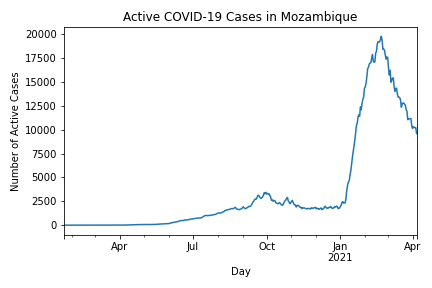 Active COVID-19 Cases in Mozambique
Number of Active Cases
20000
17500
15000
12500
10000
7500
5000
2500
0
Apr
Jul
Oct
Jan
2021
Apr
Day